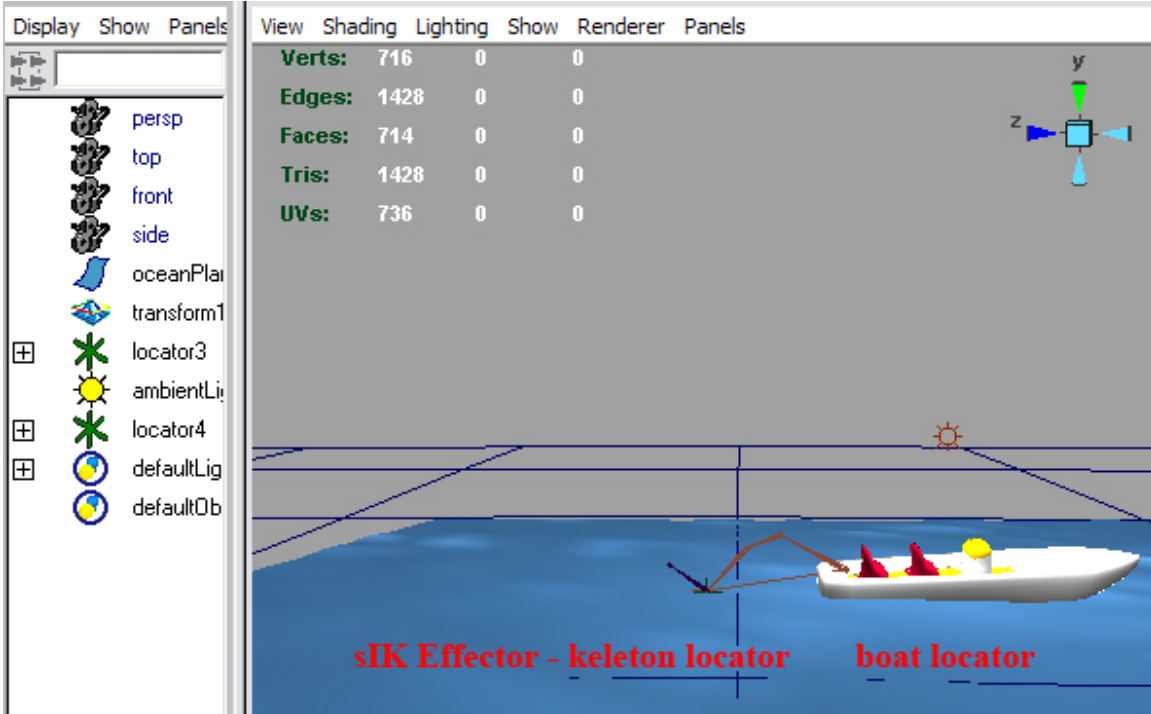 Display Show Panels
View Shading Lighting Show Renderer Panels
persp
top
front
side
oceanPlan
transform1
locator3
ambientLig
locator4
defaultLig
defaultOb
Verts: 716 0 0
Edges: 1428 0 0
Faces: 714 0 0
Tris: 1428 0 0
UVs: 736 0 0
y
z
sIK Effector - keleton locator
boat locator